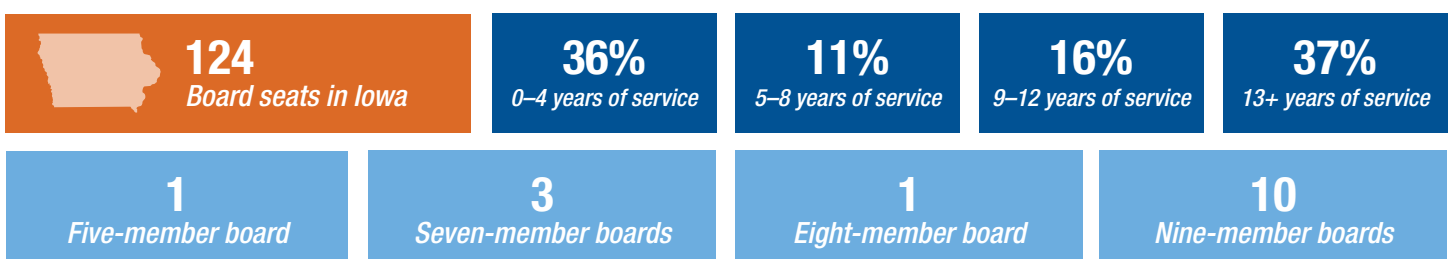 124
Board seats in Iowa
36%
0–4 years of service
11%
5–8 years of service
16%
9–12 years of service
37%
13+ years of service
1
Five-member board
3
Seven-member boards
1
Eight-member board
10
Nine-member boards